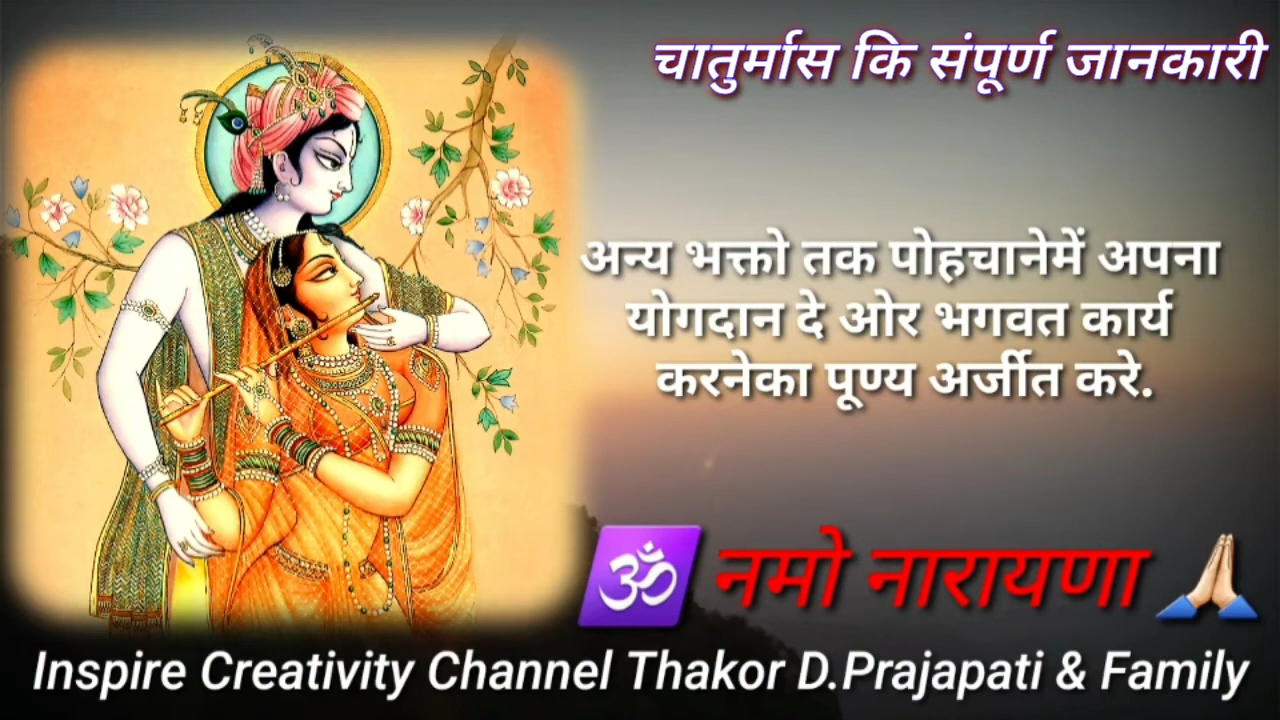 चातुर्मास कि संपूर्ण जानकारी
अन्य भक्तो तक पोहचानेमें अपना
योगदान दे ओर भगवत कार्य
करनेका पूण्य अर्जीत करे.
🕉️ नमो नारायणा 🙏🏻
Inspire Creativity Channel Thakor D.Prajapati & Family